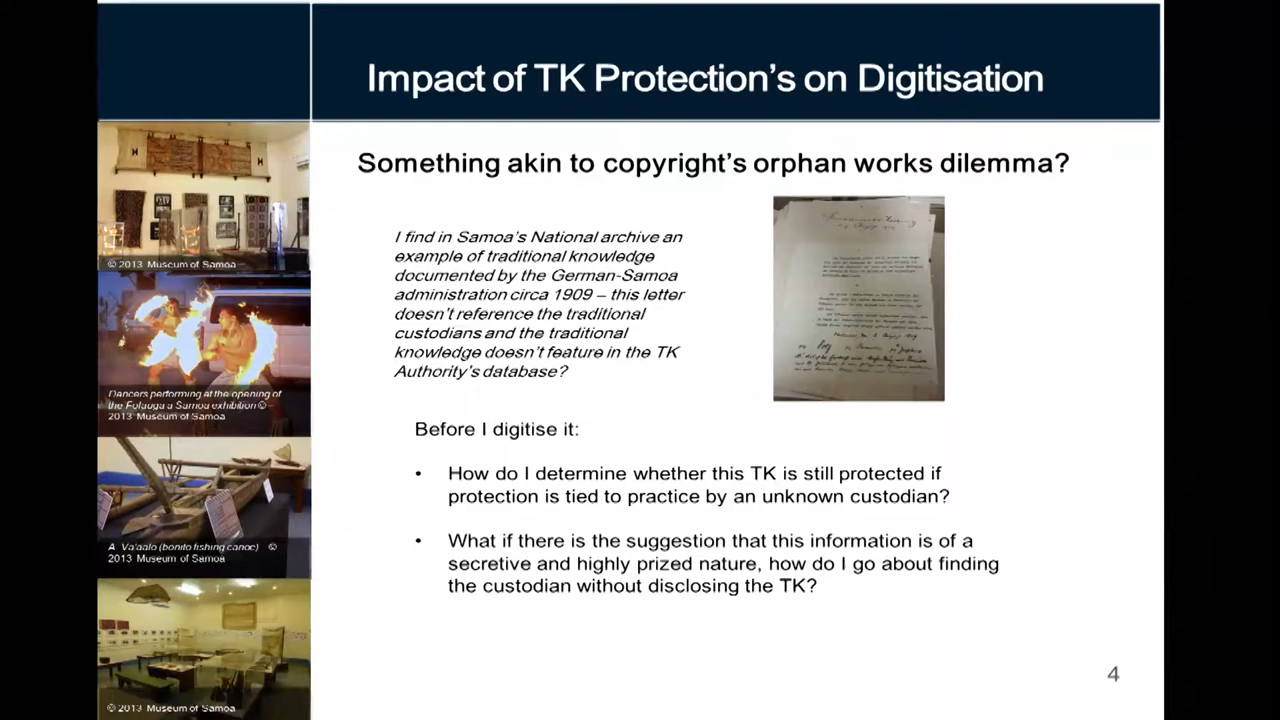 Impact of TK Protection's on Digitisation
Something akin to copyright's orphan works dilemma?
I find in Samoa's National archive an
example of traditional knowledge
documented by the German-Samoa
administration circa 1909 – this letter
doesn't reference the traditional
custodians and the traditional
knowledge doesn't feature in the TK
Authority's database?
Before I digitise it:
• How do I determine whether this TK is still protected if
protection is tied to practice by an unknown custodian?
• What if there is the suggestion that this information is of a
secretive and highly prized nature, how do I go about finding
the custodian without disclosing the TK?
© 2013 Museum of Samoa
Dancers performing at the opening of
the Folauga a Samoa exhibition ©
2013 Museum of Samoa
A Va'aalo (bonito fishing canoe) ©
2013 Museum of Samoa
© 2013 Museum of Samoa
4